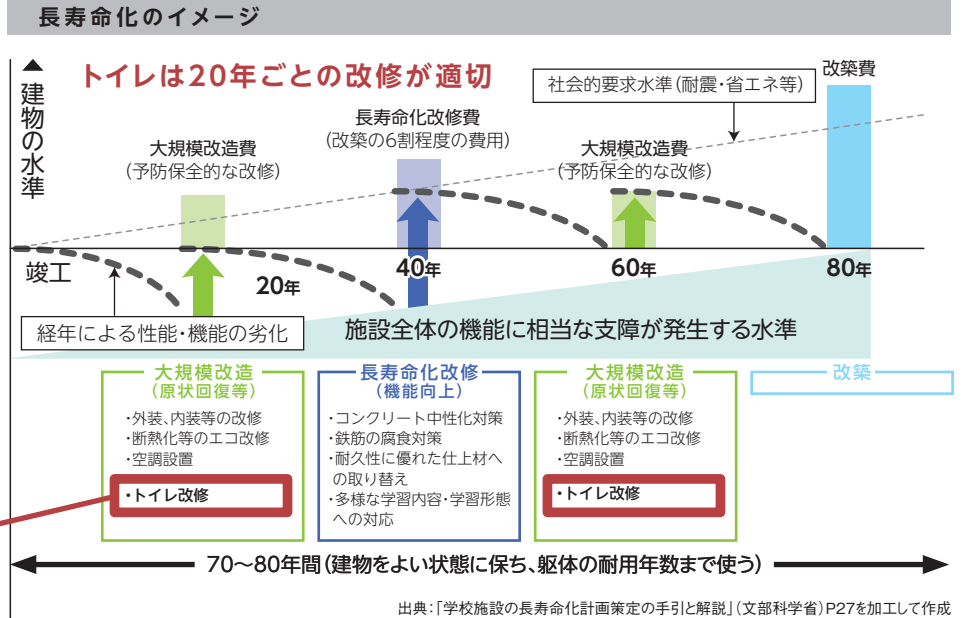 長寿命化のイメージ
▲建物の水準
トイレは20年ごとの改修が適切
社会的要求水準(耐震・省エネ等)
改築費
長寿命化改修費
(改築の6割程度の費用)
大規模改造費
(予防保全的な改修)
大規模改造費
(予防保全的な改修)
竣工
20年
40年
60年
80年
経年による性能・機能の劣化
施設全体の機能に相当な支障が発生する水準
大規模改造
(原状回復等)
・外装、内装等の改修
・断熱化等のエコ改修
・空調設置
・トイレ改修
長寿命化改修
(機能向上)
・コンクリート中性化対策
・鉄筋の腐食対策
・耐久性に優れた仕上材へ
の取り替え
・多様な学習内容・学習形態
への対応
大規模改造
(原状回復等)
・外装、内装等の改修
・断熱化等のエコ改修
・空調設置
・トイレ改修
改築
70〜80年間(建物をよい状態に保ち、躯体の耐用年数まで使う)
出典:「学校施設の長寿命化計画策定の手引と解説」(文部科学省)P27を加工して作成